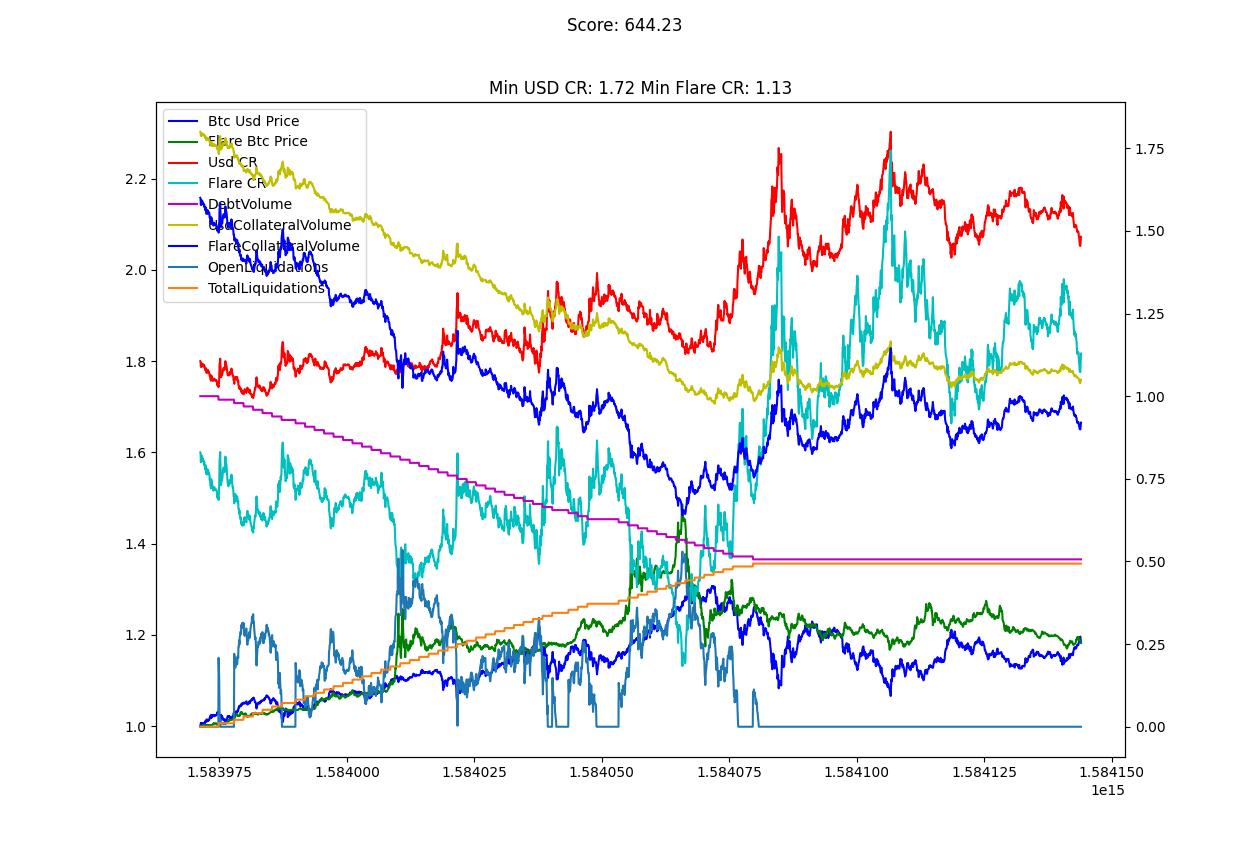 Score: 644.23
Min USD CR: 1.72 Min Flare CR: 1.13
Btc Usd Price
Flare Btc Price
Usd CR
Flare CR
DebtVolume
UsdCollateralVolume
FlareCollateralVolume
OpenLiquidations
TotalLiquidations
2.2
2.0
1.8
1.6
1.4
1.2
1.0
1.75
1.50
1.25
1.00
0.75
0.50
0.25
0.00
1.583975 1.584000 1.584025 1.584050 1.584075 1.584100 1.584125 1.584150
1e15